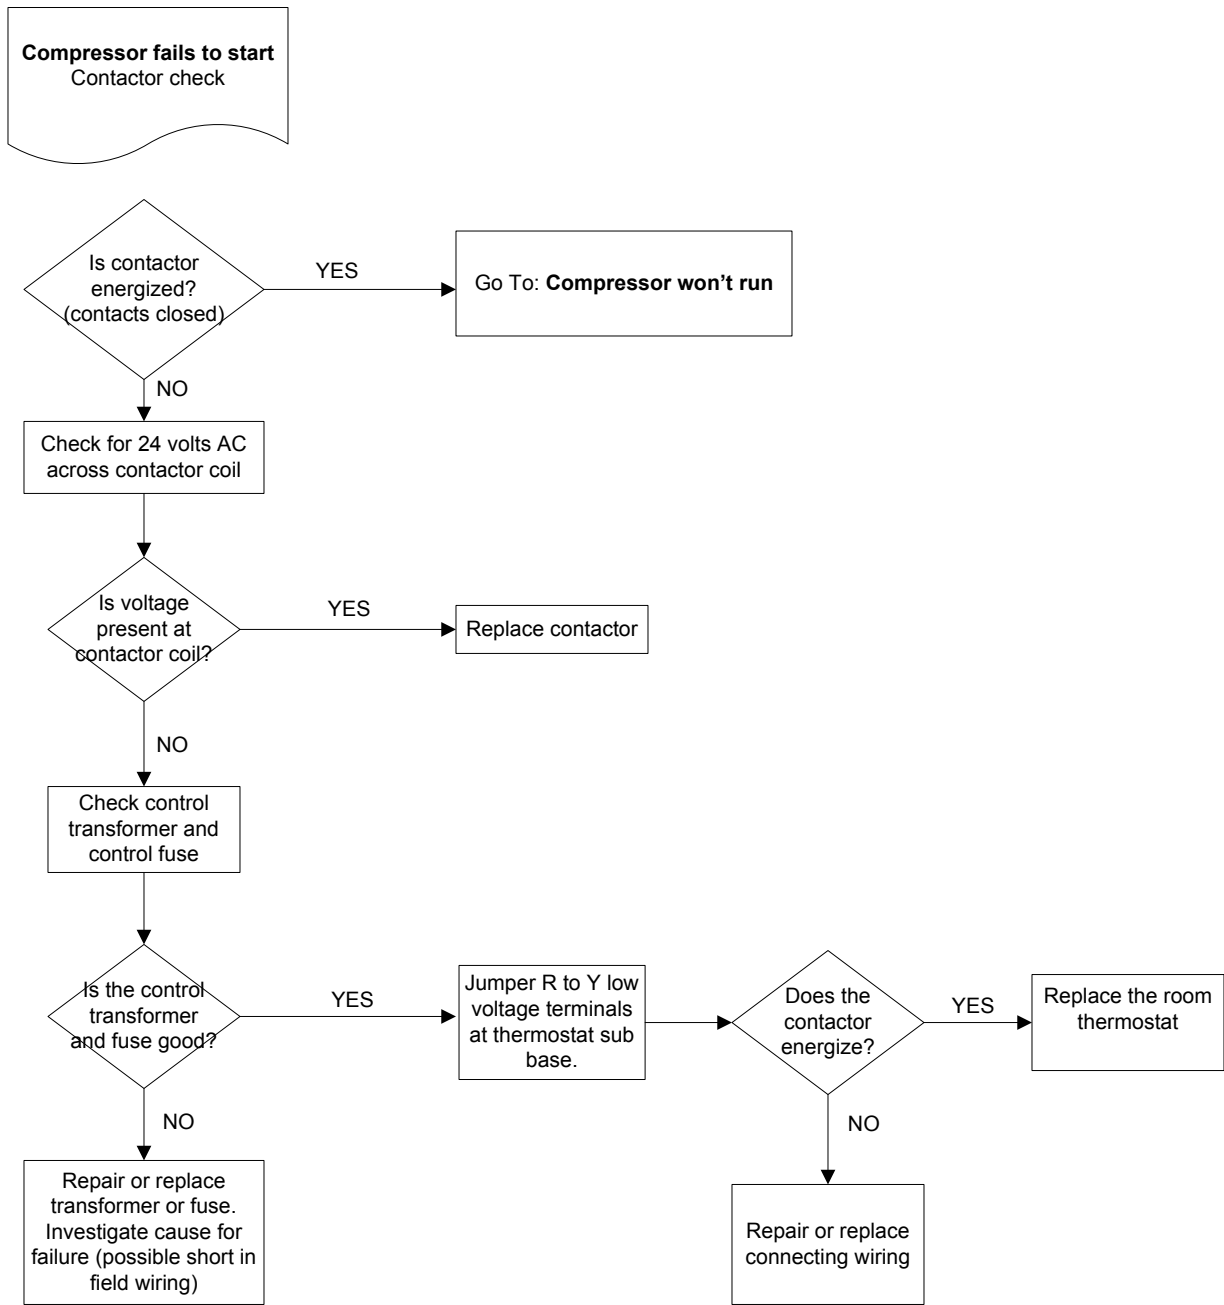 Compressor fails to start
Contactor check
Is contactor
energized?
(contacts closed)
YES
Go To: Compressor won’t run
NO
Check for 24 volts AC
across contactor coil
Is voltage
present at
contactor coil?
YES
Replace contactor
NO
Check control
transformer and
control fuse
Is the control
transformer
and fuse good?
YES
Jumper R to Y low
voltage terminals
at thermostat sub
base.
Does the
contactor
energize?
YES
Replace the room
thermostat
NO
Repair or replace
transformer or fuse.
Investigate cause for
failure (possible short in
field wiring)
NO
Repair or replace
connecting wiring